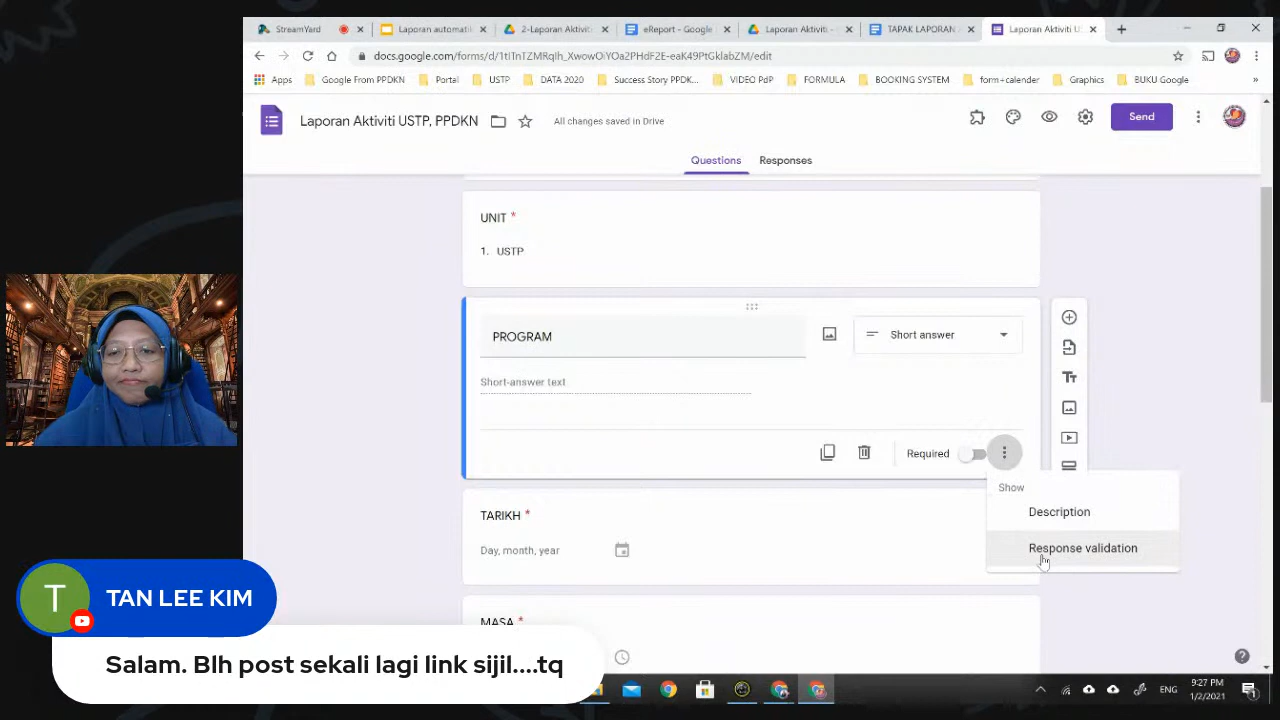 StreamYard
Laporan automati
2-Laporan Aktiviti
eReport - Google
Laporan Aktiviti -
TAPAK LAPORAN
Laporan Aktiviti U
docs.google.com/forms/d/1tiTnTZMRqIh_XwowOiYOa2PHdF2E-eaK49PtGklabZM/edit
Apps
Google From PPDKN
Portal
USTP
DATA 2020
Success Story PPDK...
VIDEO PdP
FORMULA
BOOKING SYSTEM
form+calender
Graphics
BUKU Google
»
Laporan Aktiviti USTP, PPDKN
All changes saved in Drive
Send
Questions
Responses
UNIT *
1. USTP
PROGRAM
Short answer
Short-answer text
Required
Show
Description
Response validation
TARIKH *
Day, month, year
MASA *
T
TAN LEE KIM
Salam. Blh post sekali lagi link sijil....tq
ENG
9:27 PM
1/2/2021